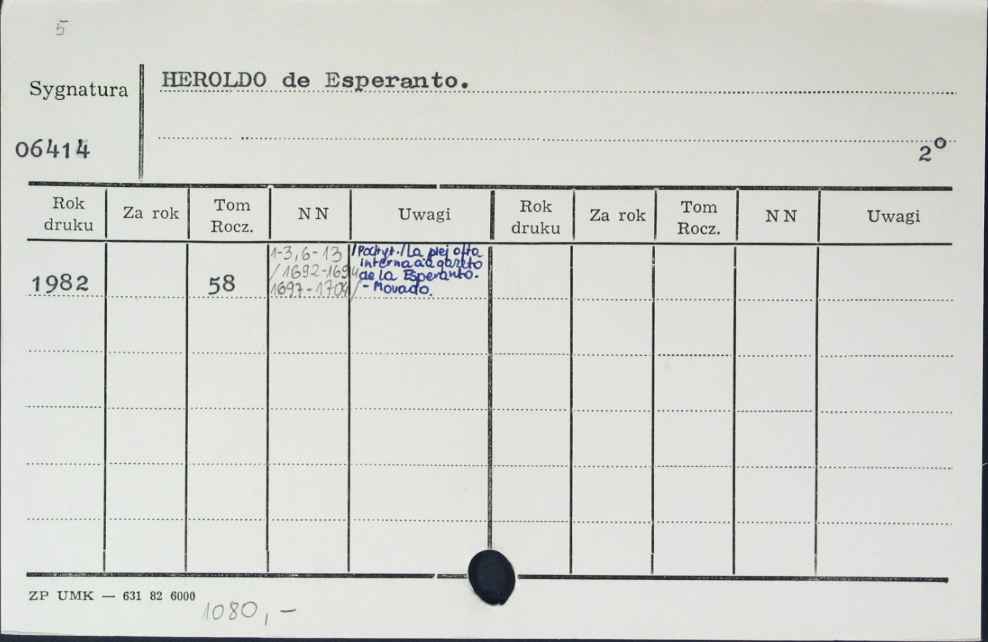 5
Sygnatura
HEROLDO de Esperanto.
06414
2°
Rok druku
Za rok
Tom Rocz.
NN
Uwagi
Rok druku
Za rok
Tom Rocz.
NN
Uwagi
1982
58
1-3, 6-13
/1692-1694
1697-1704/
/Podtyt./La plej ofta
internacia gazeto
de la Esperanto-
-Movado.
ZP UMK — 631 82 6000
1080,-